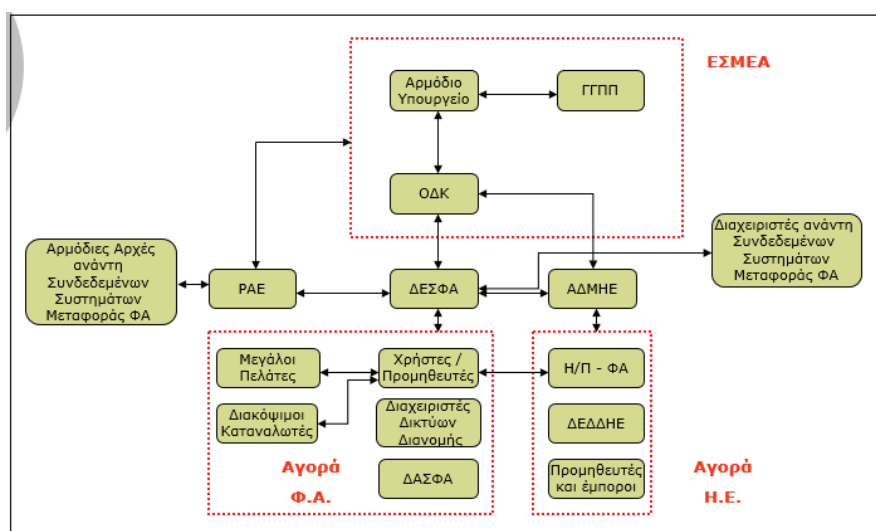 ΕΣΜΕΑ
Αρμόδιο
Υπουργείο
ΓΓΠΠ
ΟΔΚ
Αρμόδιες Αρχές
ανάντη
Συνδεδεμένων
Συστημάτων
Μεταφοράς ΦΑ
ΡΑΕ
ΔΕΣΦΑ
ΑΔΜΗΕ
Διαχειριστές ανάντη
Συνδεδεμένων
Συστημάτων
Μεταφοράς ΦΑ
Μεγάλοι
Πελάτες
Χρήστες /
Προμηθευτές
Η/Π - ΦΑ
Διακόψιμοι
Καταναλωτές
Διαχειριστές
Δικτύων
Διανομής
ΔΕΔΔΗΕ
Αγορά
Φ.Α.
ΔΑΣΦΑ
Προμηθευτές
και έμποροι
Αγορά
Η.Ε.